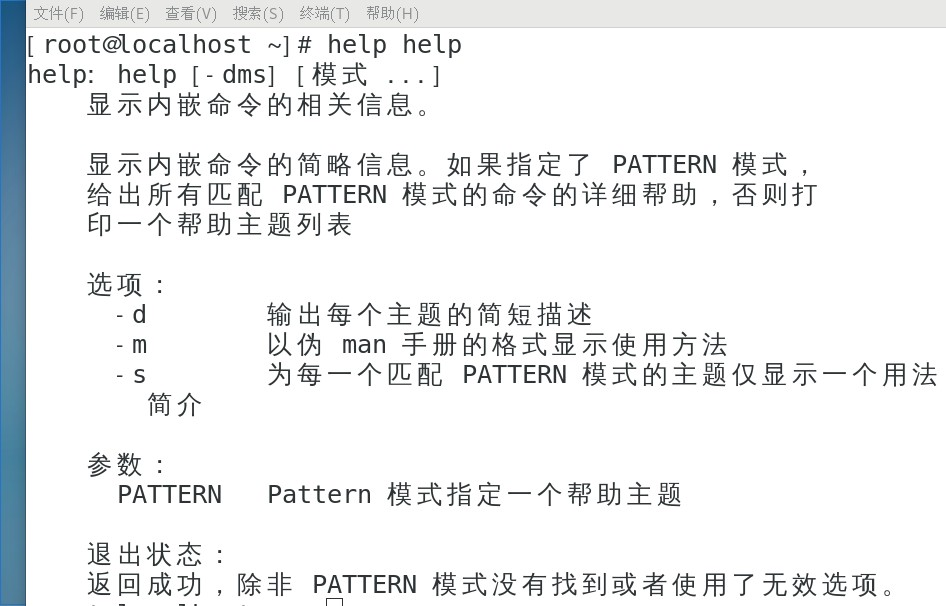 文件(F) 编辑(E) 查看(V) 搜索(S) 终端(T) 帮助(H)
[root@localhost ~]# help help
help: help [-dms] [模式 ...]
显示内嵌命令的相关信息。
显示内嵌命令的简略信息。如果指定了 PATTERN 模式，
给出所有匹配 PATTERN 模式的命令的详细帮助，否则打
印一个帮助主题列表
选项：
-d 输出每个主题的简短描述
-m 以伪 man 手册的格式显示使用方法
-s 为每一个匹配 PATTERN 模式的主题仅显示一个用法
简介
参数：
PATTERN Pattern 模式指定一个帮助主题
退出状态：
返回成功，除非 PATTERN 模式没有找到或者使用了无效选项。